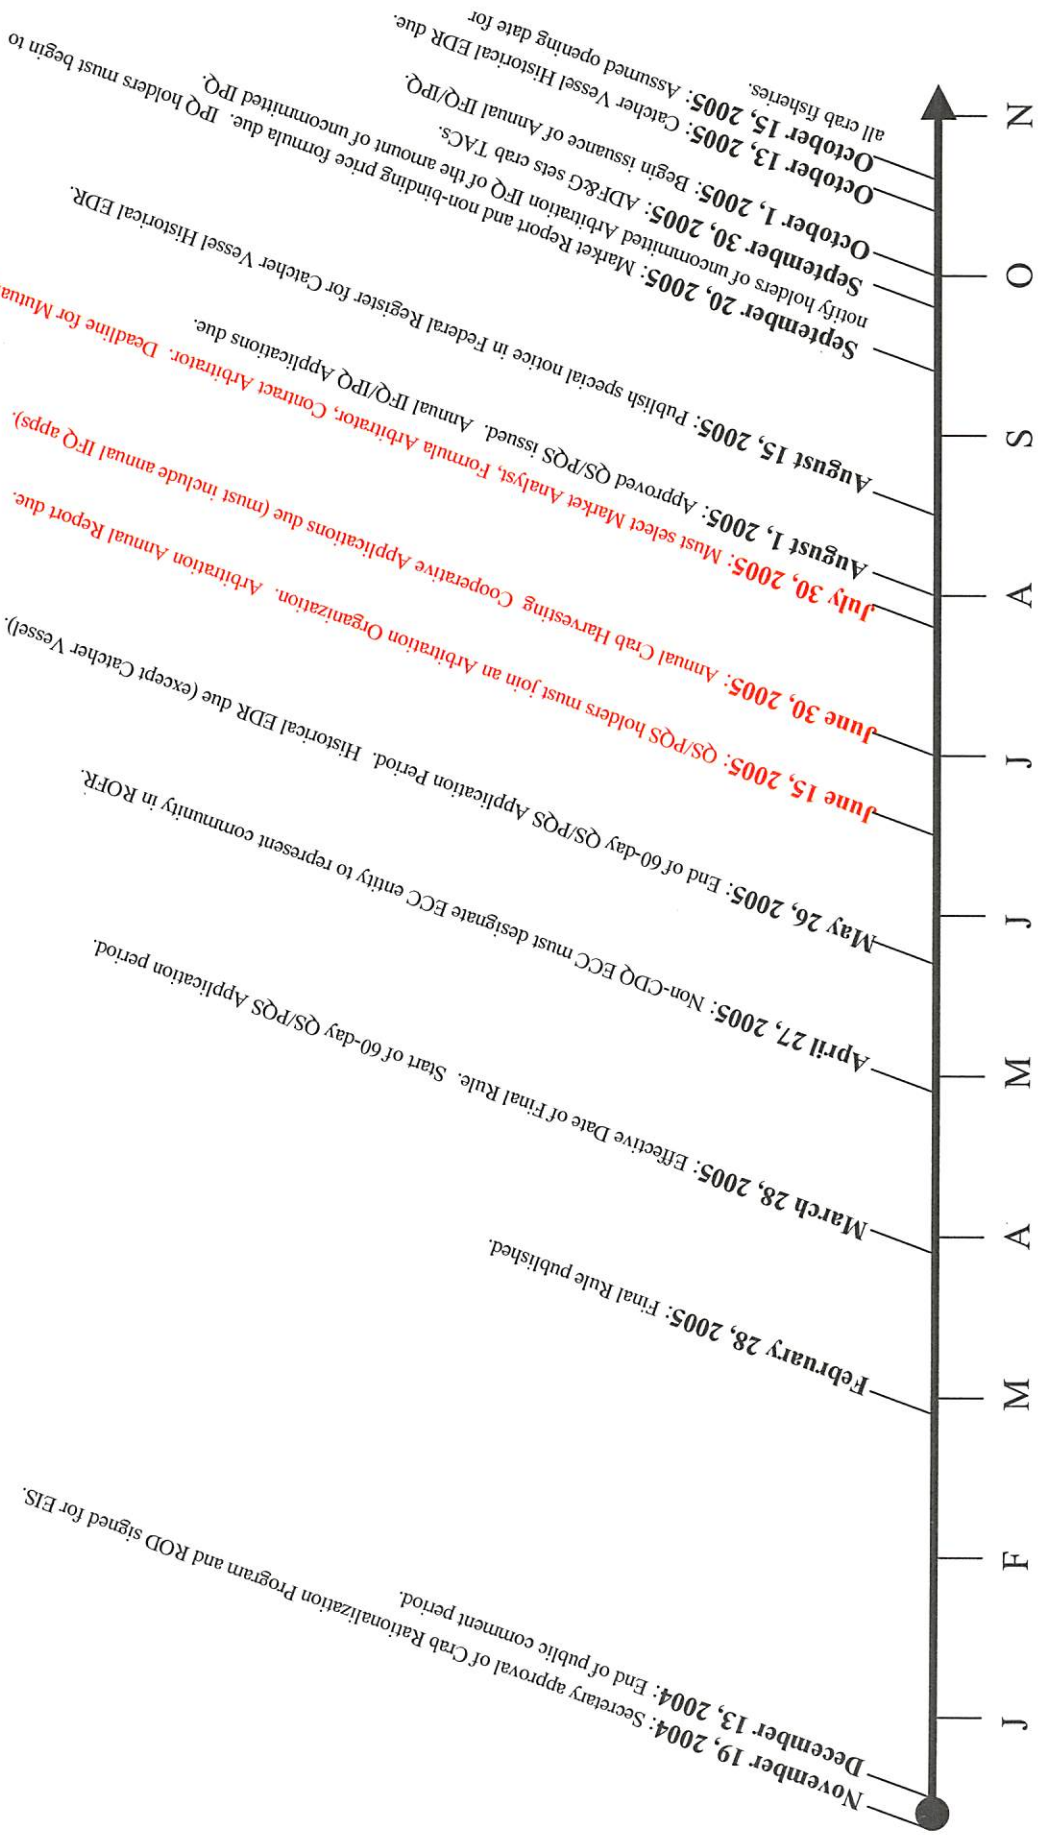 November 19, 2004: Secretary approval of Crab Rationalization Program and ROD signed for EIS.
December 13, 2004: End of public comment period.
February 28, 2005: Final Rule published.
March 28, 2005: Effective Date of Final Rule. Start of 60-day QS/PQS Application period.
April 27, 2005: Non-CDQ ECC must designate ECC entity to represent community in ROFR.
May 26, 2005: End of 60-day QS/PQS Application Period. Historical EDR due (except Catcher Vessel).
June 15, 2005: QS/PQS holders must join an Arbitration Organization. Arbitration Annual Report due.
June 30, 2005: Annual Crab Harvesting Cooperative Applications due (must include annual IFQ apps).
July 30, 2005: Must select Market Analyst, Formula Arbitrator, Contract Arbitrator. Deadline for
August 1, 2005: Approved QS/PQS issued. Annual IFQ/IPQ Applications due.
August 15, 2005: Publish special notice in Federal Register for Catcher Vessel Historical EDR.
September 20, 2005: Market Report and non-binding price formula due. IPQ holders must begin to
notify holders of uncommitted Arbitration IFQ of the amount of uncommitted IPQ.
September 30, 2005: ADF&G sets crab TACs.
October 1, 2005: Begin issuance of Annual IFQ/IPQ.
October 13, 2005: Catcher Vessel Historical EDR due.
October 15, 2005: Assumed opening date for
all crab fisheries.
J F M A M J J A S O N